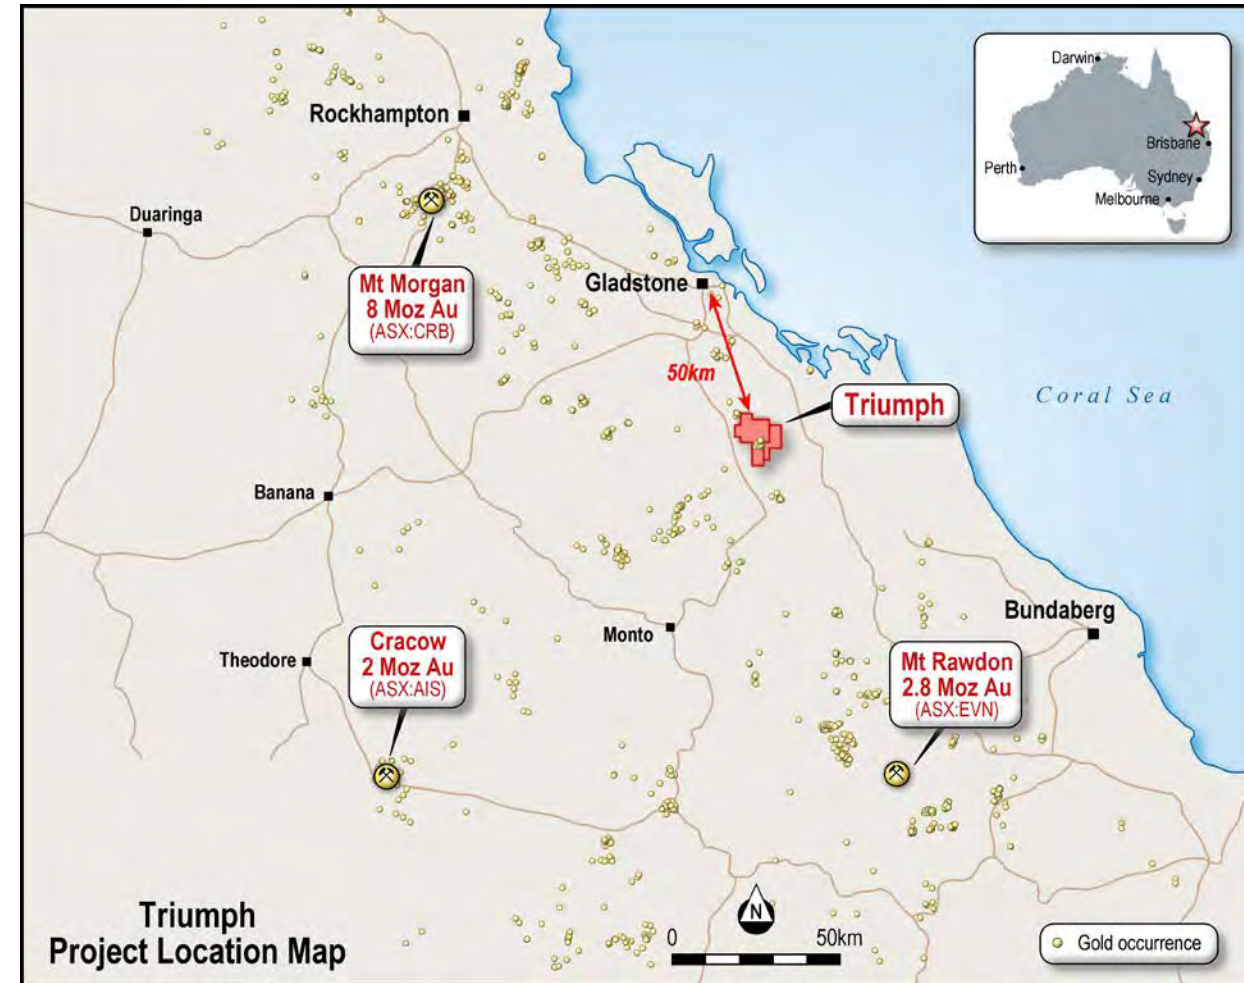 Darwin
Brisbane
Perth
Sydney
Melbourne
Rockhampton
Duaringa
Mt Morgan
8 Moz Au
(ASX:CRB)
Gladstone
50km
Triumph
Coral Sea
Banana
Bundaberg
Monto
Theodore
Cracow
2 Moz Au
(ASX:AIS)
Mt Rawdon
2.8 Moz Au
(ASX:EVN)
Triumph
Project Location Map
N
0 50km
Gold occurrence